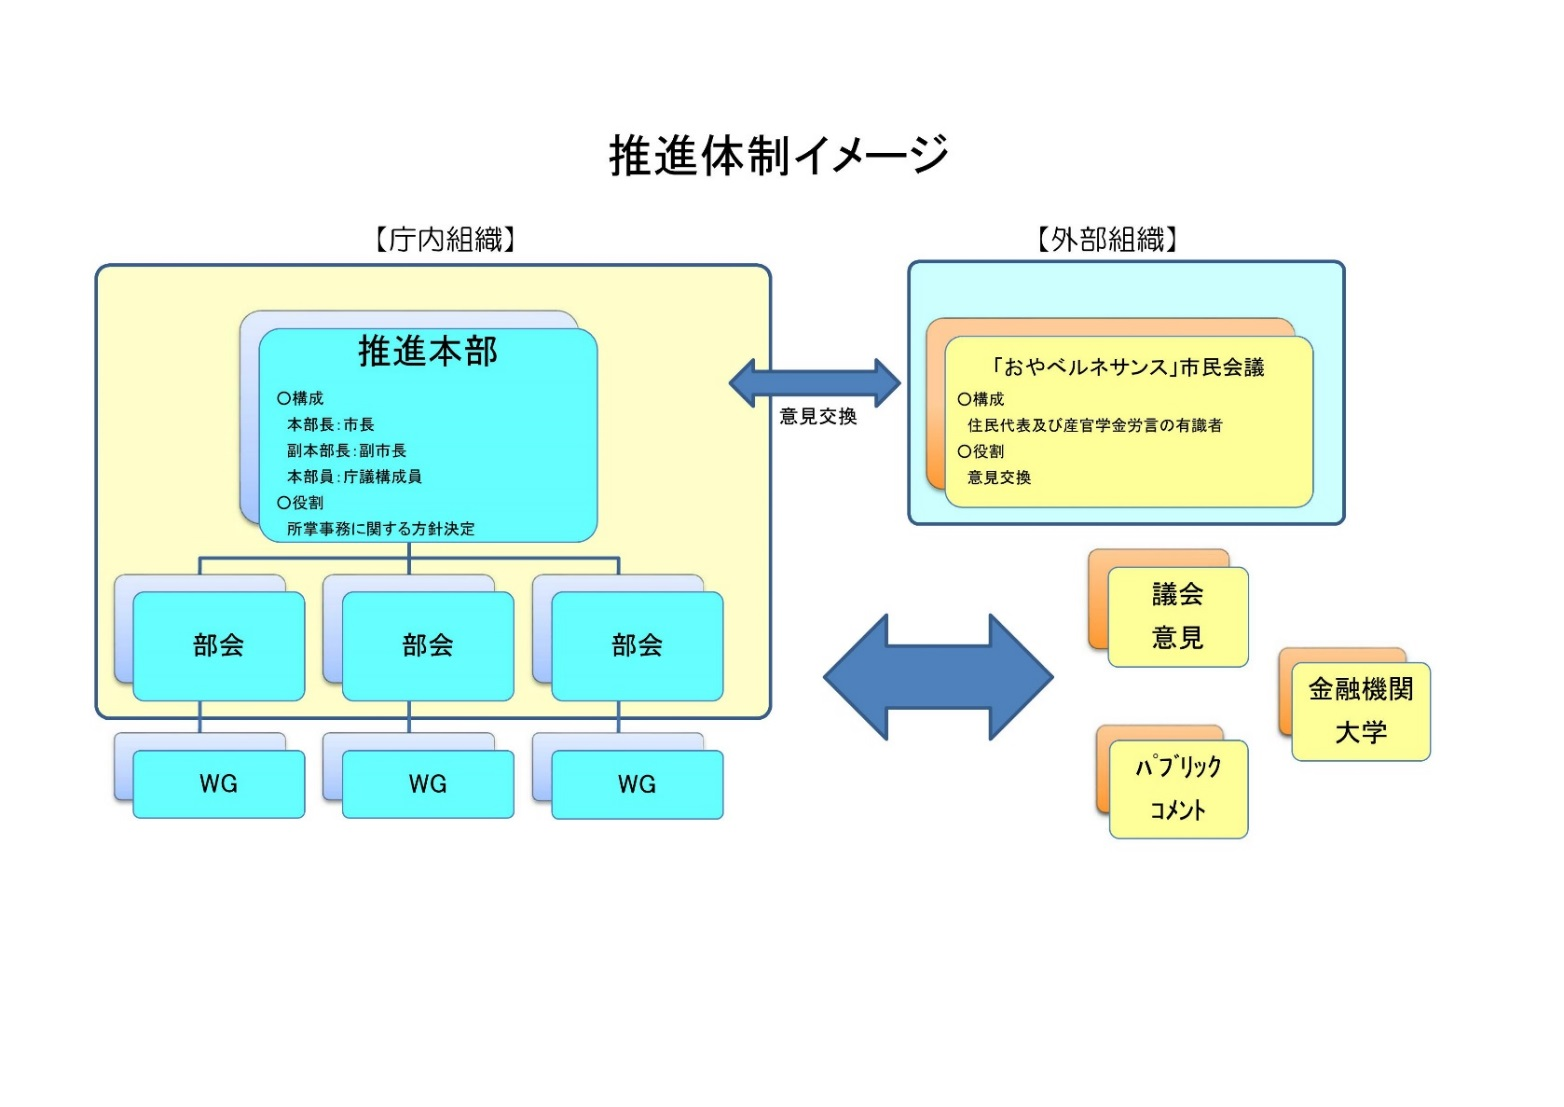 推進体制イメージ
【庁内組織】
推進本部
○構成
本部長：市長
副本部長：副市長
本部員：庁議構成員
○役割
所掌事務に関する方針決定
部会
部会
部会
WG
WG
WG
意見交換
【外部組織】
「おやベルネサンス」市民会議
○構成
住民代表及び産官学金労言の有識者
○役割
意見交換
議会
意見
金融機関
大学
ﾊﾟﾌﾞﾘｯｸ
ｺﾒﾝﾄ